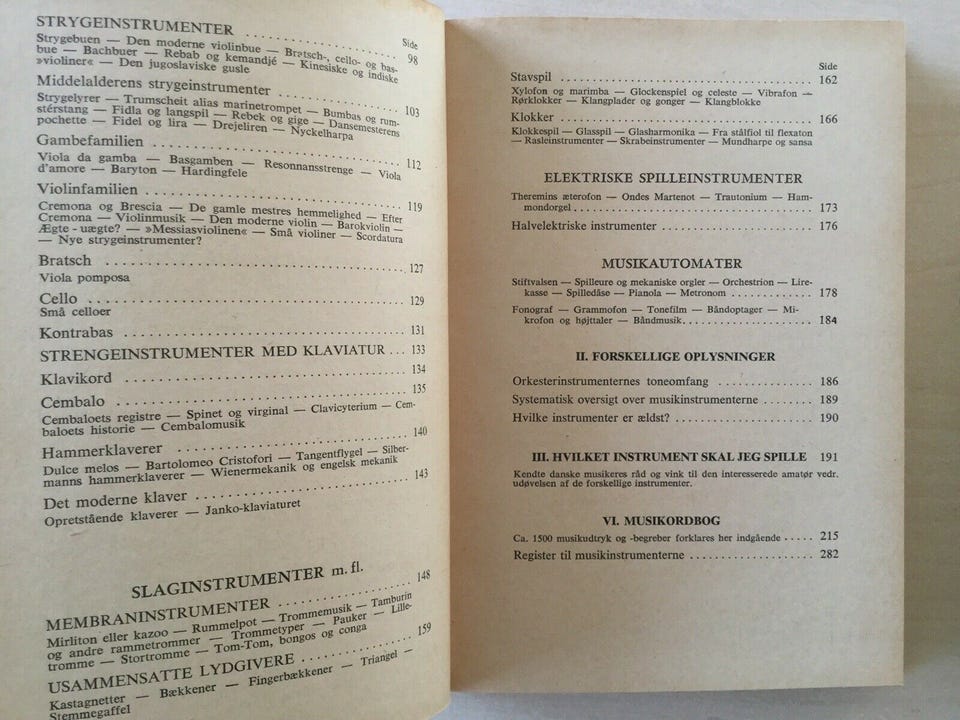 Side
STRYGEINSTRUMENTER .................... 98
Strygebuen — Den moderne violinbue — Bratsch-, cello- og bas-
bue — Bachbuer — Rebab og kemandjé — Kinesiske og indiske
»violiner« — Den jugoslaviske gusle
Middelalderens strygeinstrumenter .................... 103
Strygelyrer — Trumscheit alias marinetrompet — Bumbas og rum-
stérstang — Fidla og langspil — Rebek og gige — Dansemesterens
pochette — Fidel og lira — Drejeliren — Nyckelharpa
Gambefamilien .................... 112
Viola da gamba — Basgamben — Resonnansstrenge — Viola
d'amore — Baryton — Hardingfele
Violinfamilien .................... 119
Cremona og Brescia — De gamle mestres hemmelighed — Efter
Cremona — Violinmusik — Den moderne violin — Barokviolin —
Ægte - uægte? — »Messiasviolinen« — Små violiner — Scordatura
— Nye strygeinstrumenter?
Bratsch .................... 127
Viola pomposa
Cello .................... 129
Små celloer
Kontrabas .................... 131
STRENGEINSTRUMENTER MED KLAVIATUR ... 133
Klavikord .................... 134
Cembalo .................... 135
Cembaloets registre — Spinet og virginal — Clavicyterium — Cem-
baloets historie — Cembalomusik
Hammerklaverer .................... 140
Dulce melos — Bartolomeo Cristofori — Tangentflygel — Silber-
manns hammerklaverer — Wienermekanik og engelsk mekanik
Det moderne klaver .................... 143
Opretstående klaverer — Janko-klaviaturet
SLAGINSTRUMENTER m. fl.
MEMBRANINSTRUMENTER .................... 148
Mirliton eller kazoo — Rummelpot — Trommemusik — Tamburin
og andre rammetrommer — Trommetyper — Pauker — Lille-
tromme — Stortromme — Tom-Tom, bongos og conga
USAMMENSATTE LYDGIVERE .................... 159
Kastagnetter — Bækkener — Fingerbækkener — Triangel —
Stemmegaffel
Side
Stavspil .................... 162
Xylofon og marimba — Glockenspiel og celeste — Vibrafon —
Rørklokker — Klangplader og gonger — Klangblokke
Klokker .................... 166
Klokkespil — Glasspil — Glasharmonika — Fra stålfiol til flexaton
— Rasleinstrumenter — Skrabeinstrumenter — Mundharpe og sansa
ELEKTRISKE SPILLEINSTRUMENTER
Theremins æterofon — Ondes Martenot — Trautonium — Ham-
mondorgel .................... 173
Halvelektriske instrumenter .................... 176
MUSIKAUTOMATER
Stiftvalsen — Spilleure og mekaniske orgler — Orchestrion — Lire-
kasse — Spilledåse — Pianola — Metronom .................... 178
Fonograf — Grammofon — Tonefilm — Båndoptager — Mi-
krofon og højttaler — Båndmusik .................... 184
II. FORSKELLIGE OPLYSNINGER
Orkesterinstrumenternes toneomfang .................... 186
Systematisk oversigt over musikinstrumenterne .................... 189
Hvilke instrumenter er ældst? .................... 190
III. HVILKET INSTRUMENT SKAL JEG SPILLE 191
Kendte danske musikeres råd og vink til den interesserede amatør vedr.
udøvelsen af de forskellige instrumenter.
VI. MUSIKORDBOG
Ca. 1500 musikudtryk og -begreber forklares her indgående ..... 215
Register til musikinstrumenterne .................... 282